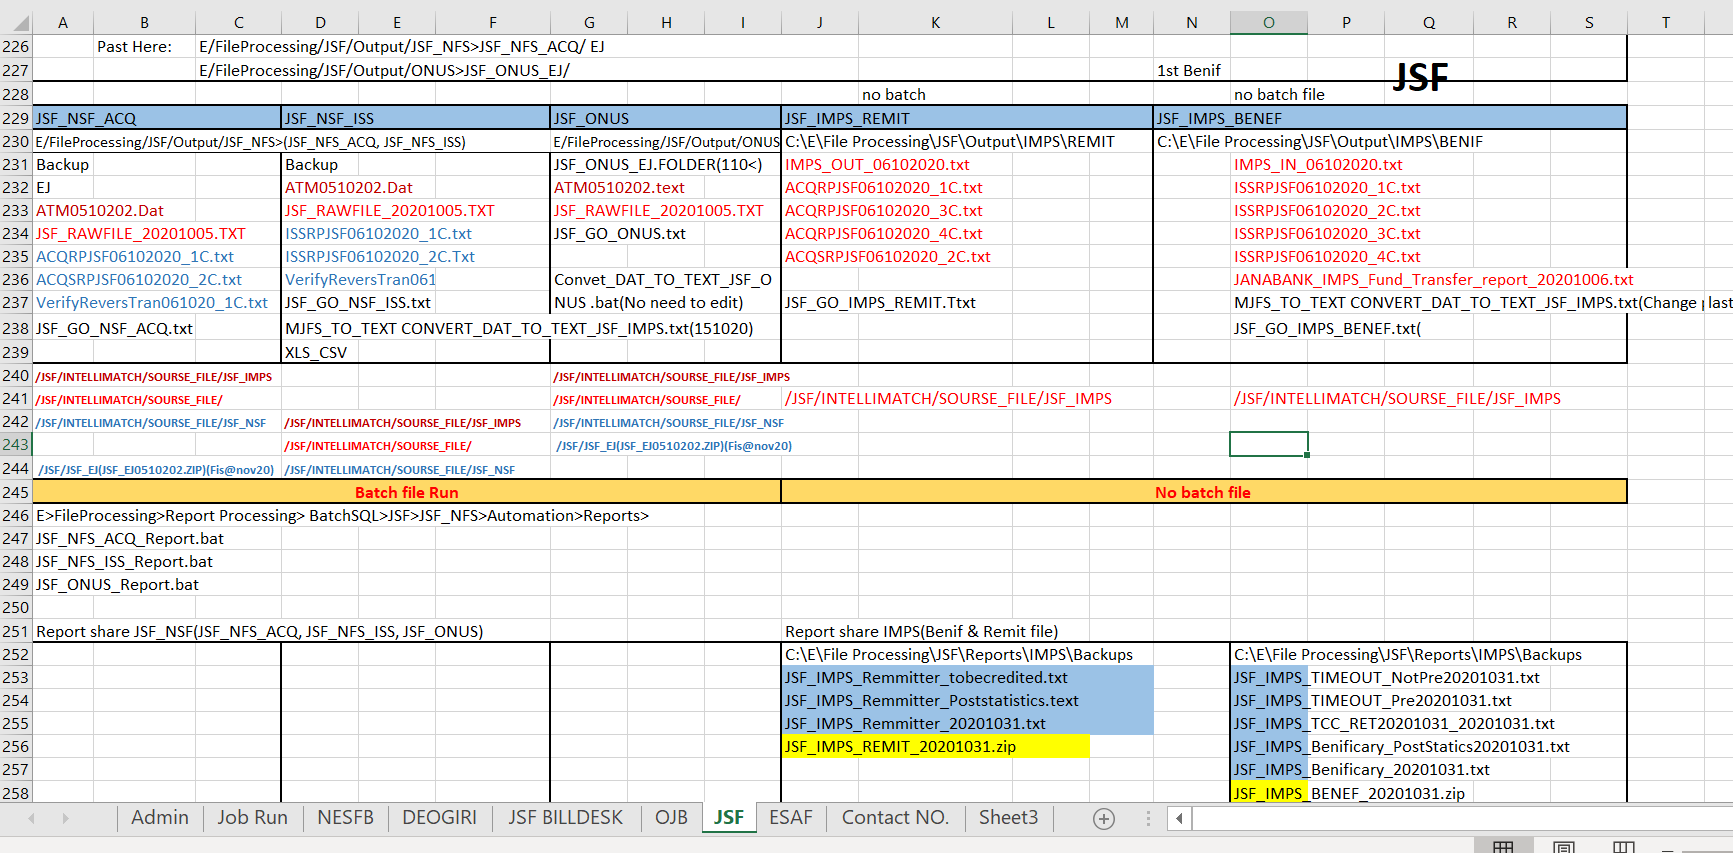 A B C D E F G H I J K L M N O P Q R S T
226 Past Here: E/FileProcessing/JSF/Output/JSF_NFS>JSF_NFS_ACQ/ EJ
227 E/FileProcessing/JSF/Output/ONUS>JSF_ONUS_EJ/ 1st Benif JSF
228 no batch no batch file
229 JSF_NSF_ACQ JSF_NSF_ISS JSF_ONUS JSF_IMPS_REMIT JSF_IMPS_BENEF
230 E/FileProcessing/JSF/Output/JSF_NFS>(JSF_NFS_ACQ, JSF_NFS_ISS) E/FileProcessing/JSF/Output/ONUS C:\E\File Processing\JSF\Output\IMPS\REMIT C:\E\File Processing\JSF\Output\IMPS\BENIF
231 Backup Backup JSF_ONUS_EJ.FOLDER(110<) IMPS_OUT_06102020.txt IMPS_IN_06102020.txt
232 EJ ATM0510202.Dat ATM0510202.text ACQRPJSF06102020_1C.txt ISSRPJSF06102020_1C.txt
233 ATM0510202.Dat JSF_RAWFILE_20201005.TXT JSF_RAWFILE_20201005.TXT ACQRPJSF06102020_3C.txt ISSRPJSF06102020_2C.txt
234 JSF_RAWFILE_20201005.TXT ISSRPJSF06102020_1C.txt JSF_GO_ONUS.txt ACQRPJSF06102020_4C.txt ISSRPJSF06102020_3C.txt
235 ACQRPJSF06102020_1C.txt ISSRPJSF06102020_2C.Txt ACQSRPJSF06102020_2C.txt ISSRPJSF06102020_4C.txt
236 ACQSRPJSF06102020_2C.txt VerifyReversTran061 Convet_DAT_TO_TEXT_JSF_O JANABANK_IMPS_Fund_Transfer_report_20201006.txt
237 VerifyReversTran061020_1C.txt JSF_GO_NSF_ISS.txt NUS .bat(No need to edit) JSF_GO_IMPS_REMIT.Ttxt MJFS_TO_TEXT CONVERT_DAT_TO_TEXT_JSF_IMPS.txt(Change last
238 JSF_GO_NSF_ACQ.txt MJFS_TO_TEXT CONVERT_DAT_TO_TEXT_JSF_IMPS.txt(151020) JSF_GO_IMPS_BENEF.txt(
239 XLS_CSV
240 /JSF/INTELLIMATCH/SOURSE_FILE/JSF_IMPS /JSF/INTELLIMATCH/SOURSE_FILE/JSF_IMPS
241 /JSF/INTELLIMATCH/SOURSE_FILE/ /JSF/INTELLIMATCH/SOURSE_FILE/ /JSF/INTELLIMATCH/SOURSE_FILE/JSF_IMPS /JSF/INTELLIMATCH/SOURSE_FILE/JSF_IMPS
242 /JSF/INTELLIMATCH/SOURSE_FILE/JSF_NSF /JSF/INTELLIMATCH/SOURSE_FILE/JSF_IMPS /JSF/INTELLIMATCH/SOURSE_FILE/JSF_NSF
243 /JSF/INTELLIMATCH/SOURSE_FILE/ /JSF/JSF_EJ(JSF_EJ0510202.ZIP)(Fis@nov20)
244 /JSF/JSF_EJ(JSF_EJ0510202.ZIP)(Fis@nov20) /JSF/INTELLIMATCH/SOURSE_FILE/JSF_NSF
245 Batch file Run No batch file
246 E>FileProcessing>Report Processing> BatchSQL>JSF>JSF_NFS>Automation>Reports>
247 JSF_NFS_ACQ_Report.bat
248 JSF_NFS_ISS_Report.bat
249 JSF_ONUS_Report.bat
250
251 Report share JSF_NSF(JSF_NFS_ACQ, JSF_NFS_ISS, JSF_ONUS) Report share IMPS(Benif & Remit file)
252 C:\E\File Processing\JSF\Reports\IMPS\Backups C:\E\File Processing\JSF\Reports\IMPS\Backups
253 JSF_IMPS_Remmitter_tobecredited.txt JSF_IMPS_TIMEOUT_NotPre20201031.txt
254 JSF_IMPS_Remmitter_Poststatistics.text JSF_IMPS_TIMEOUT_Pre20201031.txt
255 JSF_IMPS_Remmitter_20201031.txt JSF_IMPS_TCC_RET20201031_20201031.txt
256 JSF_IMPS_REMIT_20201031.zip JSF_IMPS_Benificary_PostStatics20201031.txt
257 JSF_IMPS_Benificary_20201031.txt
258 JSF_IMPS_BENEF_20201031.zip
Admin Job Run NESFB DEOGIRI JSF BILLDESK OJB JSF ESAF Contact NO. Sheet3